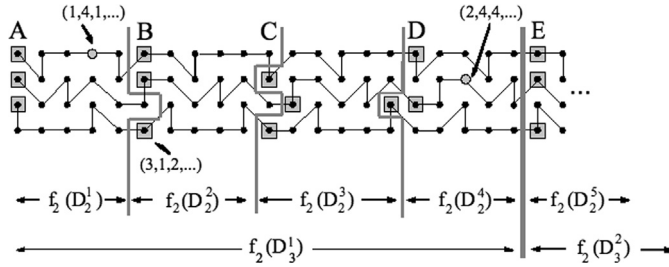 (1,4,1,...) (2,4,4,...)
A B C D E
...
(3,1,2,...)
f₂(D₂¹) f₂(D₂²) f₂(D₂³) f₂(D₂⁴) f₂(D₂⁵)
f₂(D₃¹) f₂(D₃²)